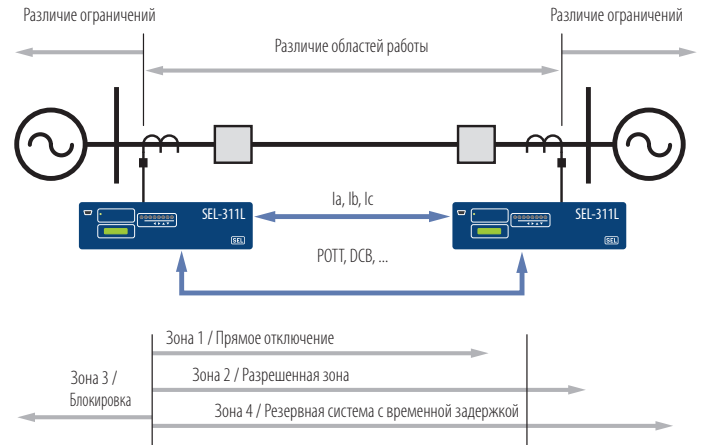 Различие ограничений
Различие ограничений
Различие областей работы
SEL-311L
SEL
Ia, Ib, Ic
SEL-311L
SEL
POTT, DCB, ...
Зона 1 / Прямое отключение
Зона 3 /
Блокировка
Зона 2 / Разрешенная зона
Зона 4 / Резервная система с временной задержкой